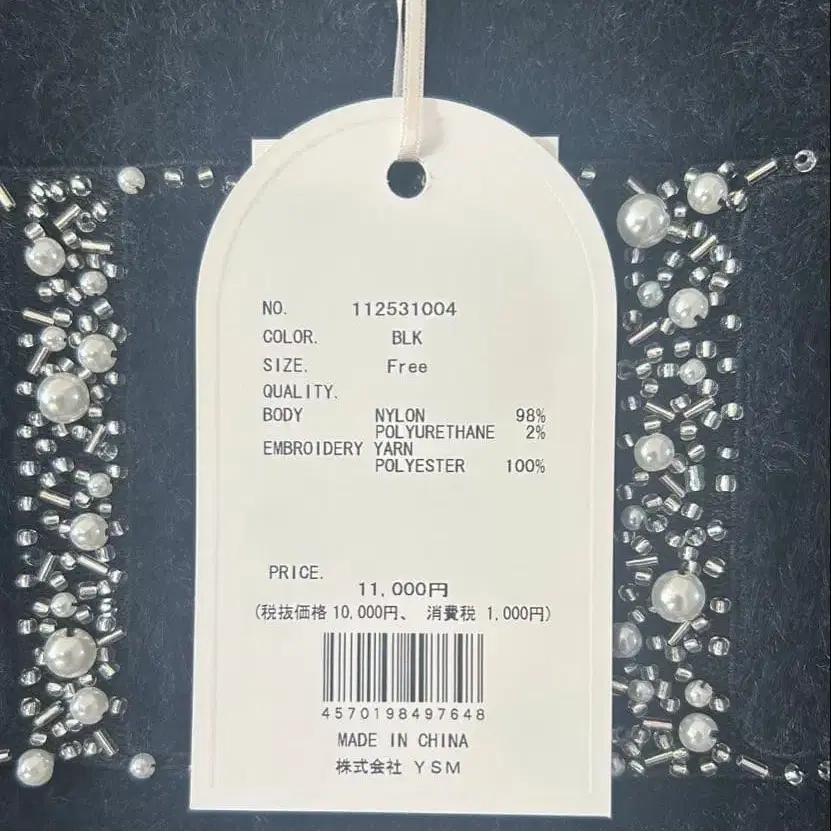 NO. 112531004
COLOR. BLK
SIZE. Free
QUALITY.
BODY NYLON 98%
POLYURETHANE 2%
EMBROIDERY YARN
POLYESTER 100%
PRICE.
11,000円
(税抜価格 10,000円、 消費税 1,000円)
4570198497648
MADE IN CHINA
株式会社 YSM